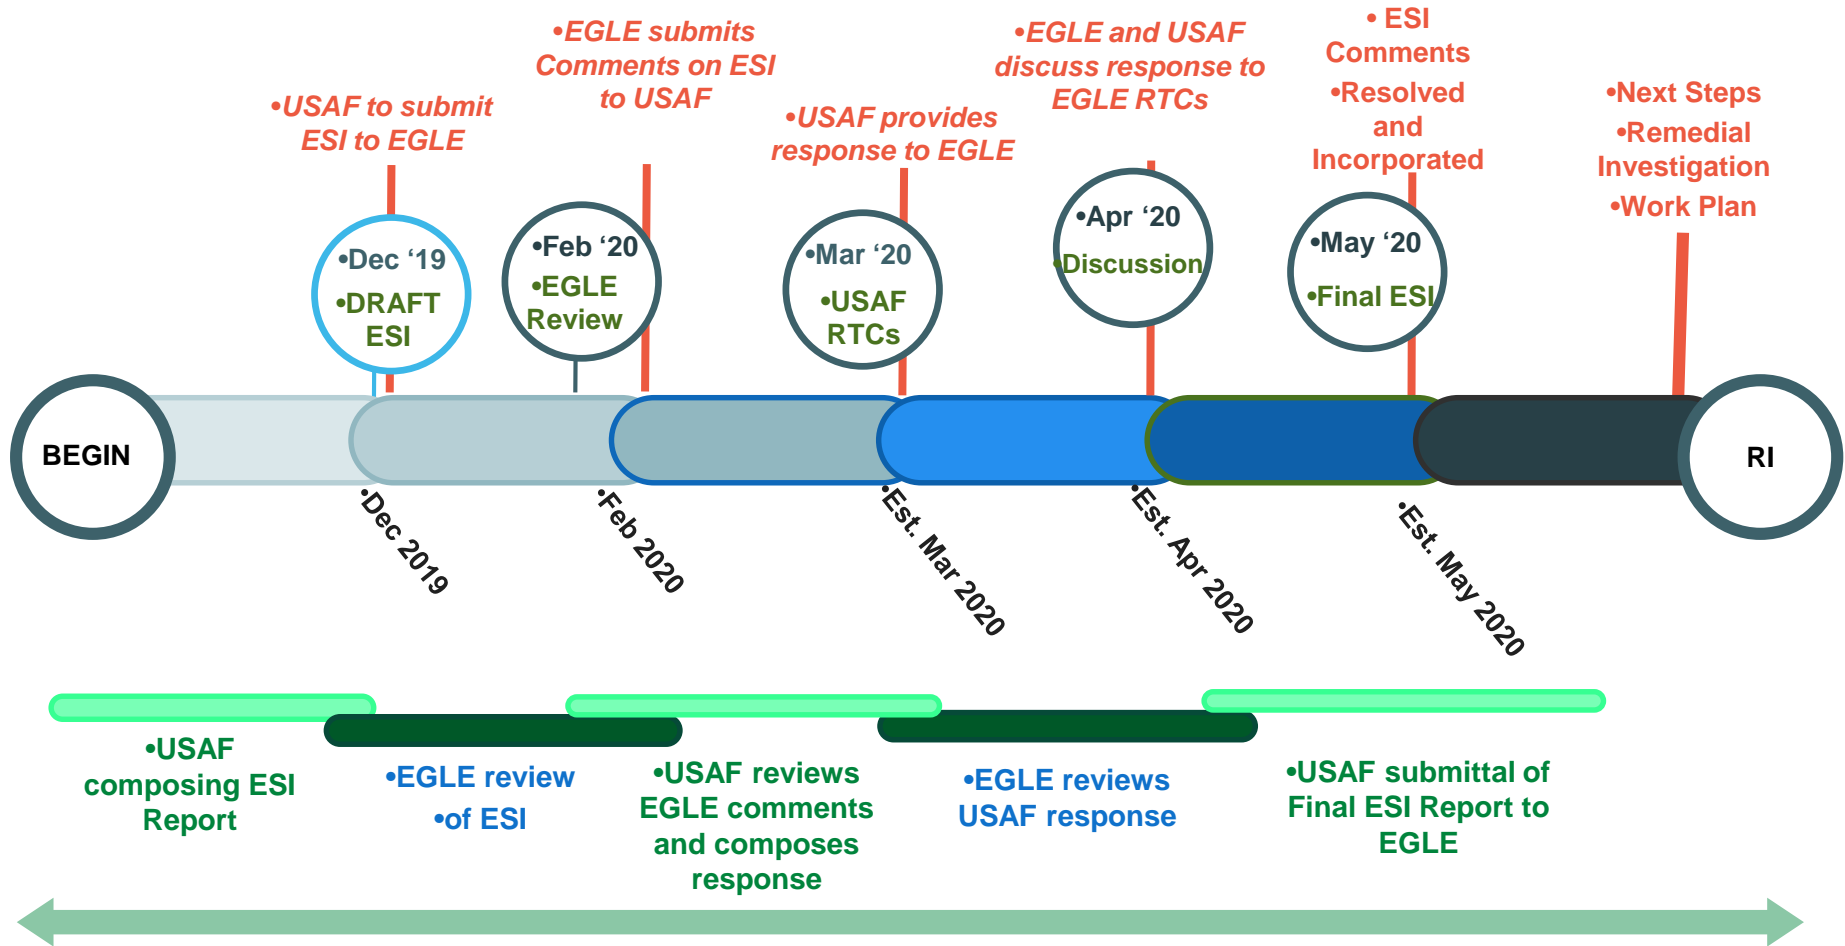 •USAF to submit
ESI to EGLE
•EGLE submits
Comments on ESI
to USAF
•USAF provides
response to EGLE
•EGLE and USAF
discuss response to
EGLE RTCs
• ESI
Comments
•Resolved
and
Incorporated
•Next Steps
•Remedial
Investigation
•Work Plan
•Dec ‘19
•DRAFT
ESI
•Feb ‘20
•EGLE
Review
•Mar ‘20
•USAF
RTCs
•Apr ‘20
•Discussion
•May ‘20
•Final ESI
BEGIN
RI
•Dec 2019
•Feb 2020
•Est. Mar 2020
•Est. Apr 2020
•Est. May 2020
•USAF
composing ESI
Report
•EGLE review
•of ESI
•USAF reviews
EGLE comments
and composes
response
•EGLE reviews
USAF response
•USAF submittal of
Final ESI Report to
EGLE